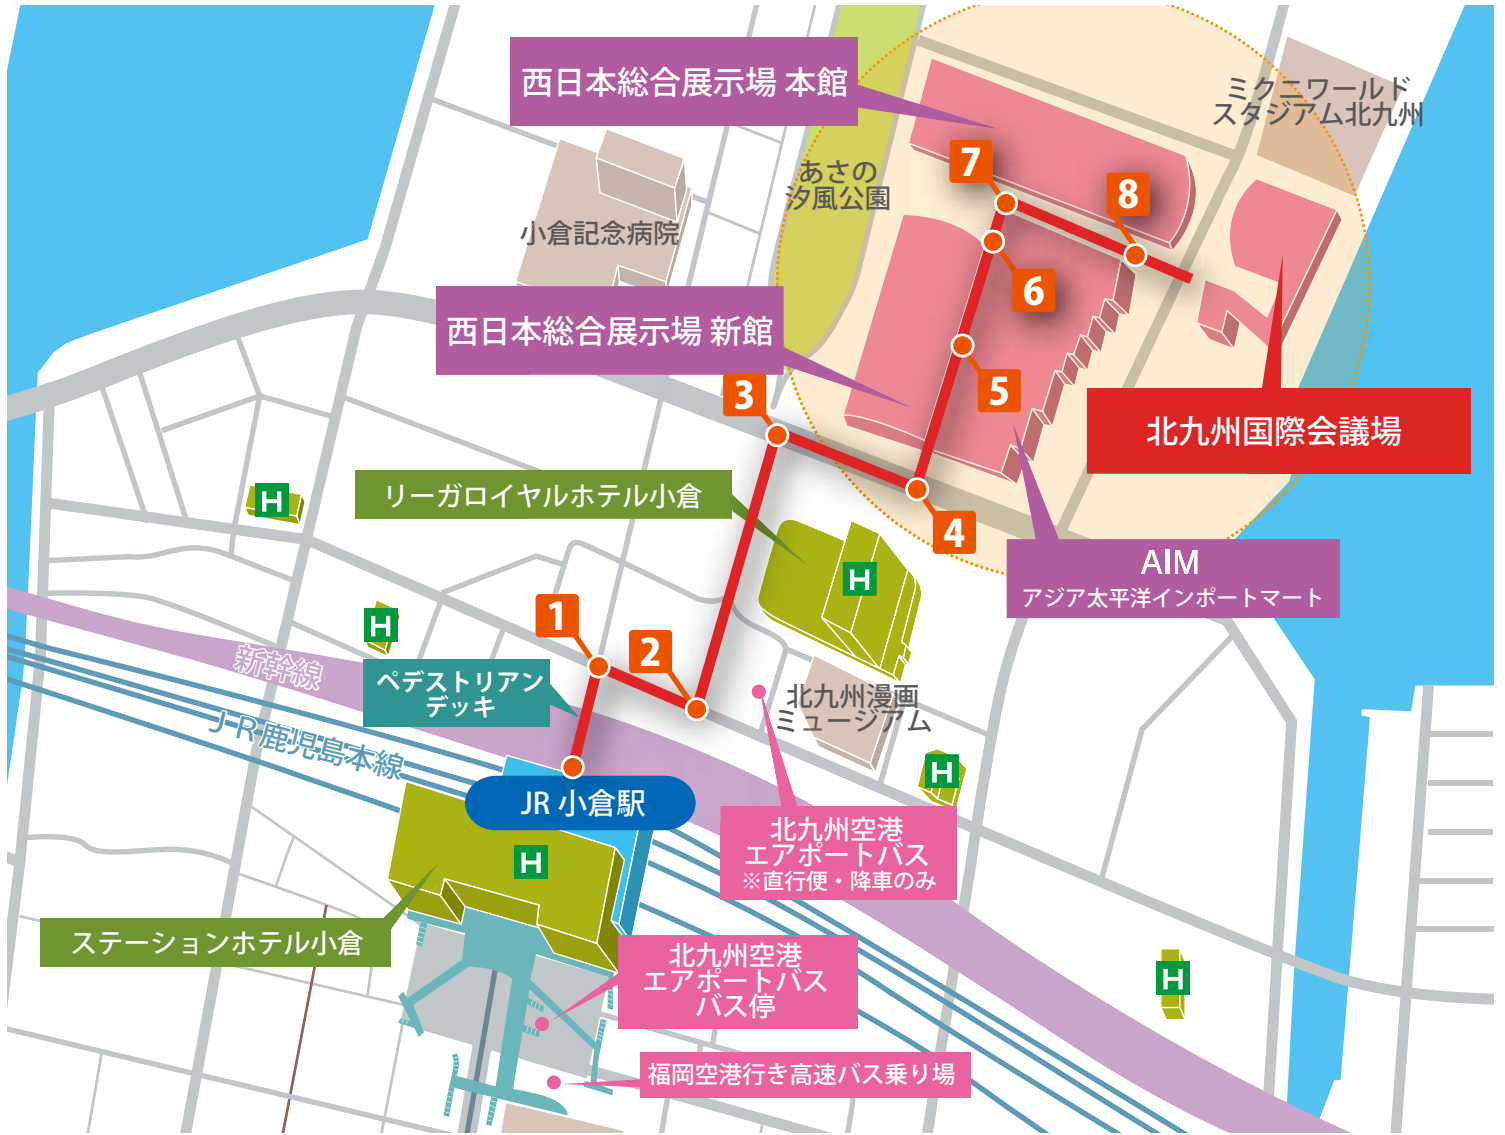 西日本総合展示場 本館
ミクニワールド
スタジアム北九州
7
あさの
汐風公園
8
小倉記念病院
6
西日本総合展示場 新館
3
5
北九州国際会議場
リーガロイヤルホテル小倉
H
4
AIM
アジア太平洋インポートマート
H
1
H
2
新幹線
ペデストリアン
デッキ
北九州漫画
ミュージアム
JR鹿児島本線
H
JR 小倉駅
北九州空港
エアポートバス
※直行便・降車のみ
H
ステーションホテル小倉
北九州空港
エアポートバス
バス停
H
福岡空港行き高速バス乗り場